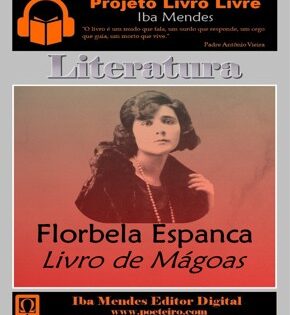 Projeto Livro Livre
Iba Mendes
"O livro é um mudo que fala, um surdo que responde, um cego
que guia, um morto que vive."
Padre Antônio Vieira
Literatura
Florbela Espanca
Livro de Mágoas
Iba Mendes Editor Digital
www.poeteiro.com